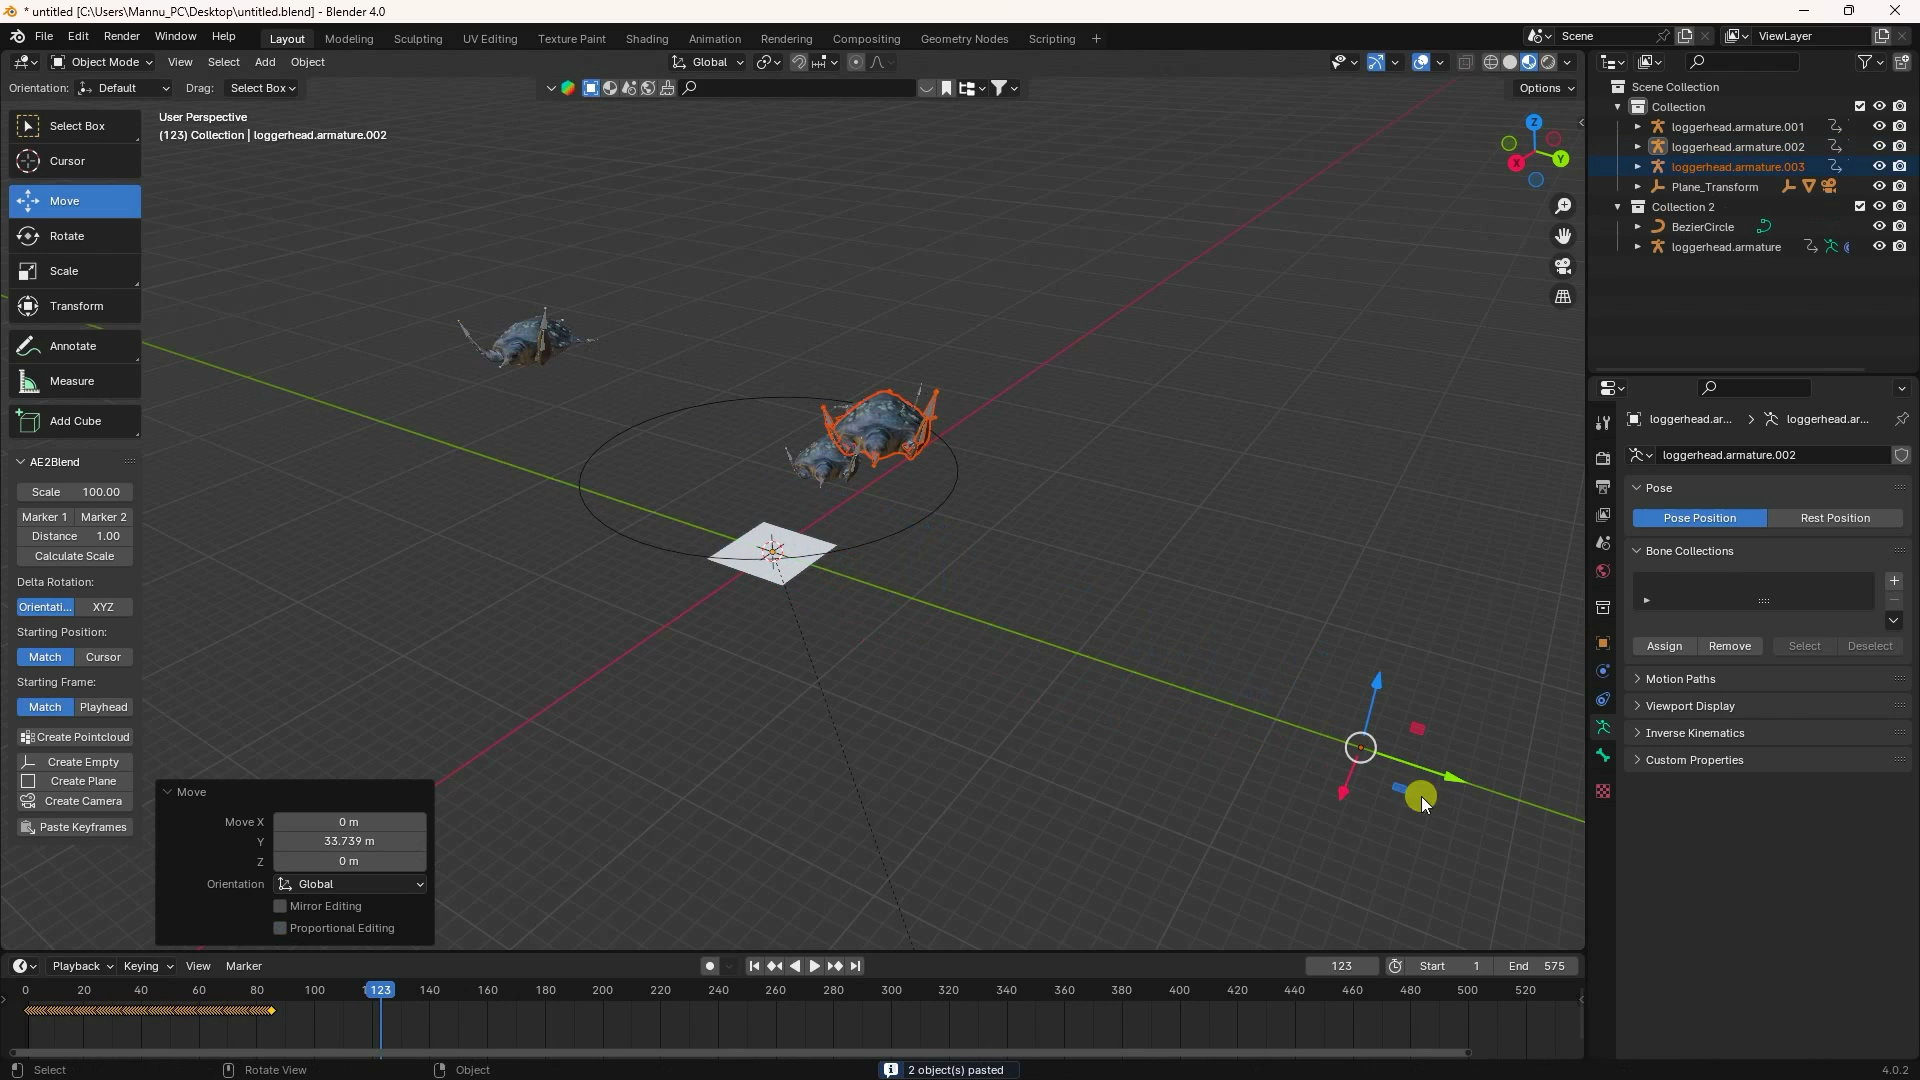 * untitled [C:\Users\Mannu_PC\Desktop\untitled.blend] - Blender 4.0
File Edit Render Window Help
Layout Modeling Sculpting UV Editing Texture Paint Shading Animation Rendering Compositing Geometry Nodes Scripting +
Scene ViewLayer
Object Mode View Select Add Object Global
Orientation: Default Drag: Select Box Options
User Perspective
(123) Collection | loggerhead.armature.002
Select Box
Cursor
Move
Rotate
Scale
Transform
Annotate
Measure
Add Cube
AE2Blend
Scale 100.00
Marker 1 Marker 2
Distance 1.00
Calculate Scale
Delta Rotation:
Orientati... XYZ
Starting Position:
Match Cursor
Starting Frame:
Match Playhead
Create Pointcloud
Create Empty
Create Plane
Create Camera
Paste Keyframes
Z
X Y
Move
Move X 0 m
Y 33.739 m
Z 0 m
Orientation Global
Mirror Editing
Proportional Editing
Scene Collection
Collection
loggerhead.armature.001
loggerhead.armature.002
loggerhead.armature.003
Plane_Transform
Collection 2
BezierCircle
loggerhead.armature
loggerhead.ar... > loggerhead.ar...
loggerhead.armature.002
Pose
Pose Position Rest Position
Bone Collections
Assign Remove Select Deselect
Motion Paths
Viewport Display
Inverse Kinematics
Custom Properties
Playback Keying View Marker 123 Start 1 End 575
0 20 40 60 80 100 123 140 160 180 200 220 240 260 280 300 320 340 360 380 400 420 440 460 480 500 520
Select Rotate View Object 2 object(s) pasted 4.0.2